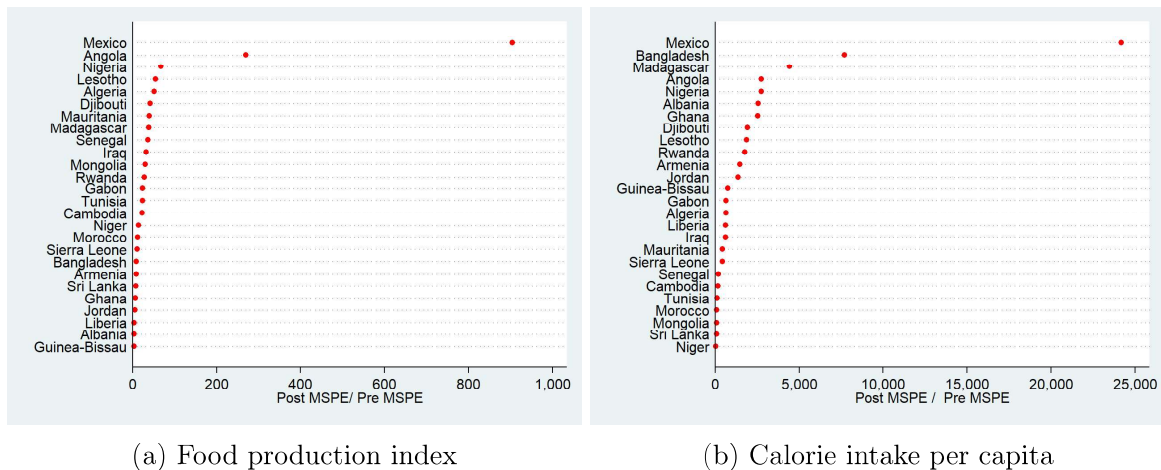 Mexico
Angola
Nigeria
Lesotho
Algeria
Djibouti
Mauritania
Madagascar
Senegal
Iraq
Mongolia
Rwanda
Gabon
Tunisia
Cambodia
Niger
Morocco
Sierra Leone
Bangladesh
Armenia
Sri Lanka
Ghana
Jordan
Liberia
Albania
Guinea-Bissau
0 200 400 600 800 1,000
Post MSPE/ Pre MSPE
(a) Food production index
Mexico
Bangladesh
Madagascar
Angola
Nigeria
Albania
Ghana
Djibouti
Lesotho
Rwanda
Armenia
Jordan
Guinea-Bissau
Gabon
Algeria
Liberia
Iraq
Mauritania
Sierra Leone
Senegal
Cambodia
Tunisia
Morocco
Mongolia
Sri Lanka
Niger
0 5,000 10,000 15,000 20,000 25,000
Post MSPE / Pre MSPE
(b) Calorie intake per capita